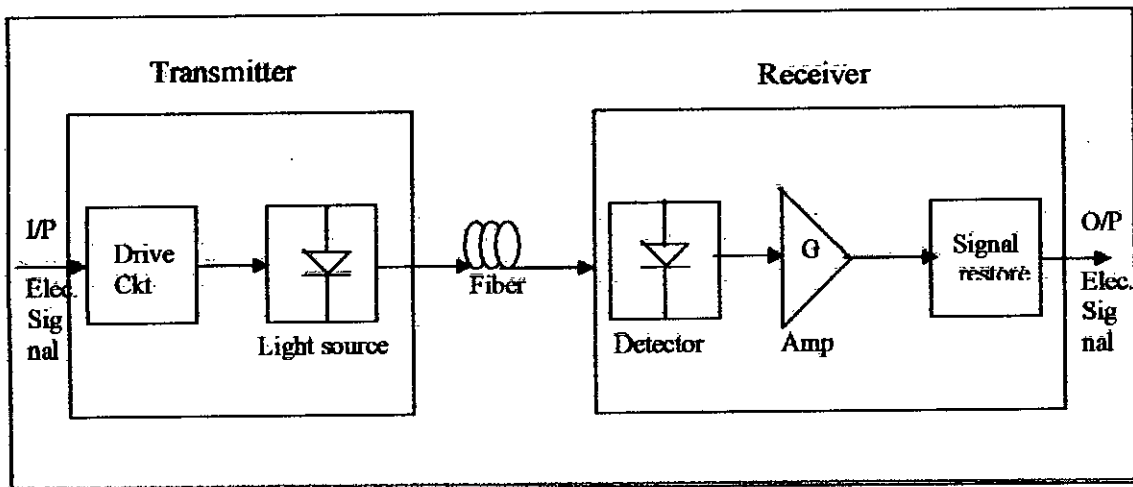 Transmitter
Receiver
I/P
Elec.
Sig
nal
Drive
Ckt
Light source
Fiber
Detector
G
Amp
Signal
restore
O/P
Elec.
Sig
nal